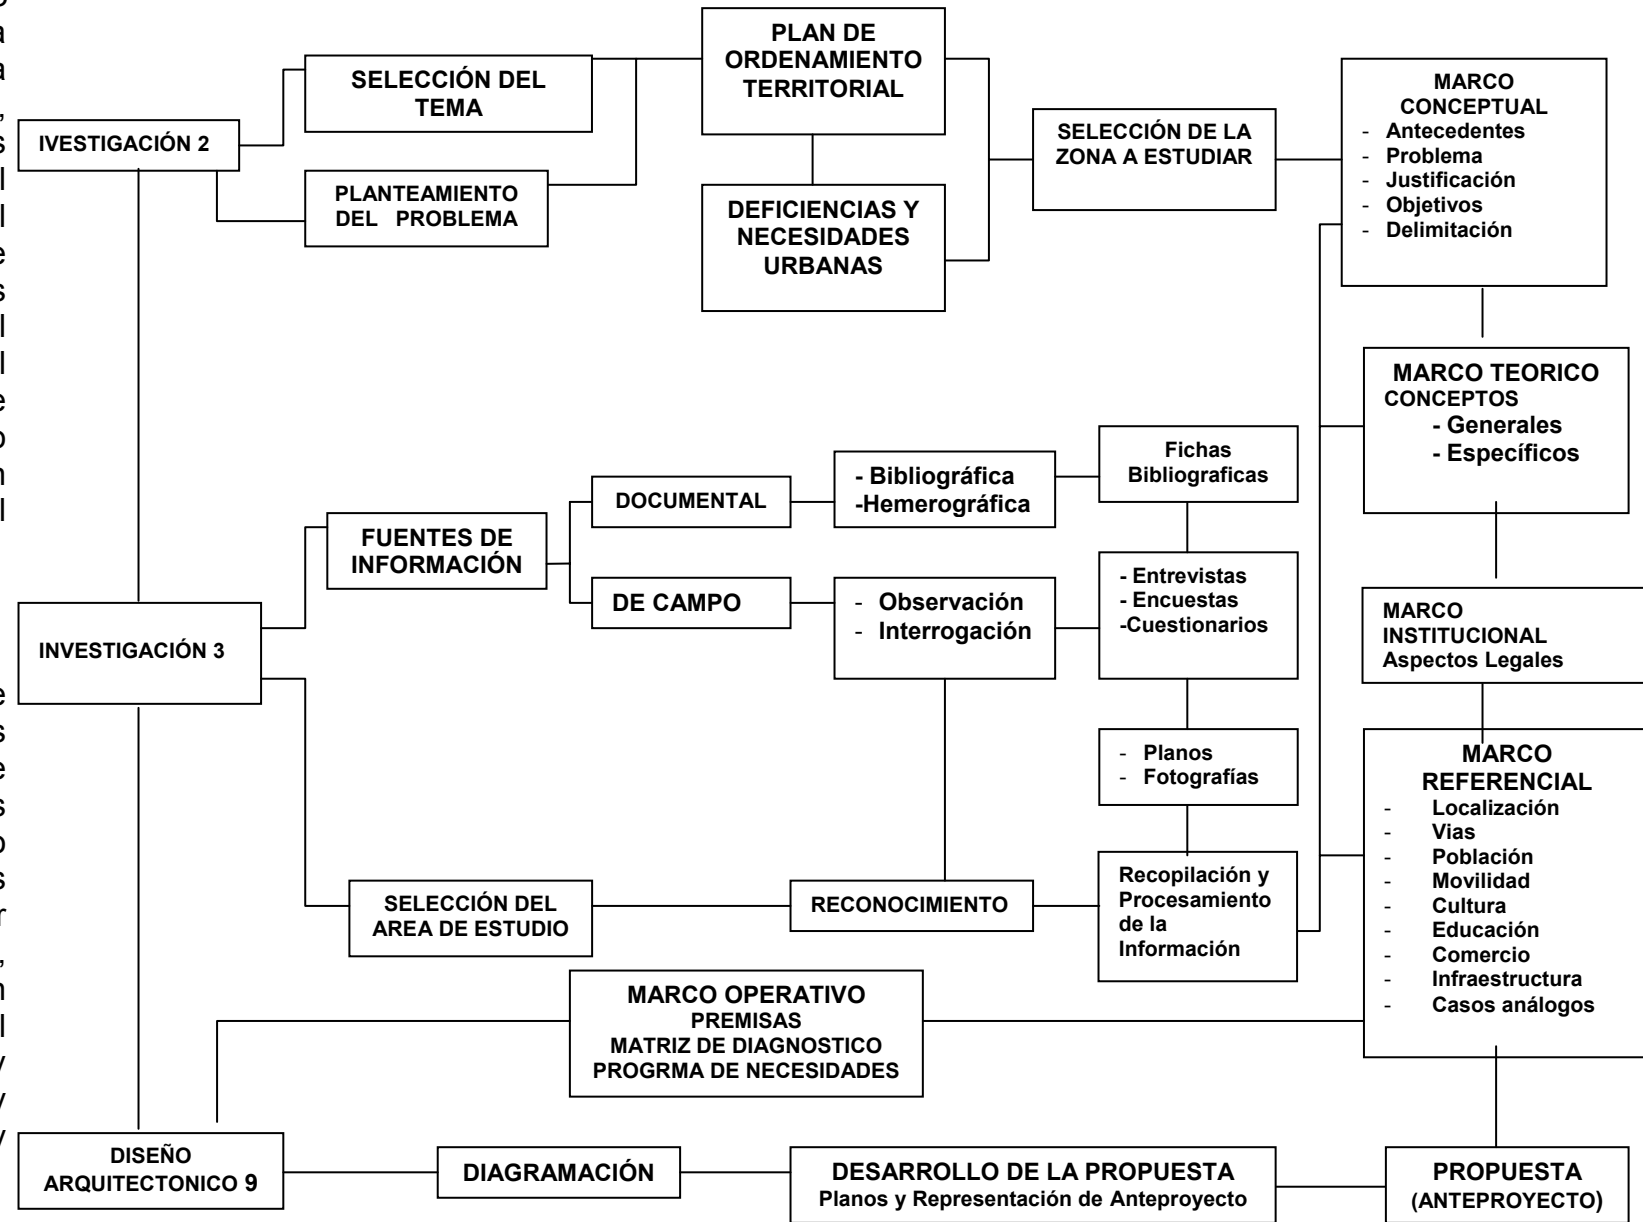 PLAN DE
ORDENAMIENTO
TERRITORIAL
SELECCIÓN DEL
TEMA
IVESTIGACIÓN 2
PLANTEAMIENTO
DEL PROBLEMA
DEFICIENCIAS Y
NECESIDADES
URBANAS
SELECCIÓN DE LA
ZONA A ESTUDIAR
MARCO
CONCEPTUAL
- Antecedentes
- Problema
- Justificación
- Objetivos
- Delimitación
MARCO TEORICO
CONCEPTOS
- Generales
- Específicos
Fichas
Bibliograficas
- Bibliográfica
-Hemerográfica
DOCUMENTAL
FUENTES DE
INFORMACIÓN
DE CAMPO
- Observación
- Interrogación
- Entrevistas
- Encuestas
-Cuestionarios
MARCO
INSTITUCIONAL
Aspectos Legales
INVESTIGACIÓN 3
- Planos
- Fotografías
MARCO
REFERENCIAL
- Localización
- Vias
- Población
- Movilidad
- Cultura
- Educación
- Comercio
- Infraestructura
- Casos análogos
SELECCIÓN DEL
AREA DE ESTUDIO
RECONOCIMIENTO
Recopilación y
Procesamiento
de la
Información
MARCO OPERATIVO
PREMISAS
MATRIZ DE DIAGNOSTICO
PROGRMA DE NECESIDADES
DISEÑO
ARQUITECTONICO 9
DIAGRAMACIÓN
DESARROLLO DE LA PROPUESTA
Planos y Representación de Anteproyecto
PROPUESTA
(ANTEPROYECTO)